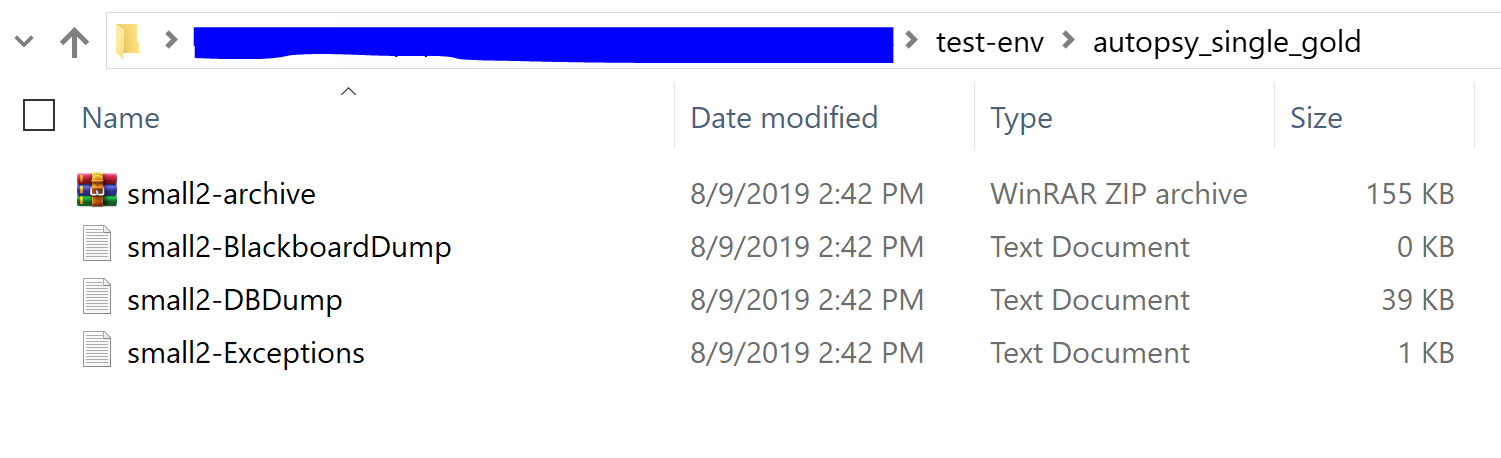 test-env > autopsy_single_gold
Name Date modified Type Size
small2-archive 8/9/2019 2:42 PM WinRAR ZIP archive 155 KB
small2-BlackboardDump 8/9/2019 2:42 PM Text Document 0 KB
small2-DBDump 8/9/2019 2:42 PM Text Document 39 KB
small2-Exceptions 8/9/2019 2:42 PM Text Document 1 KB